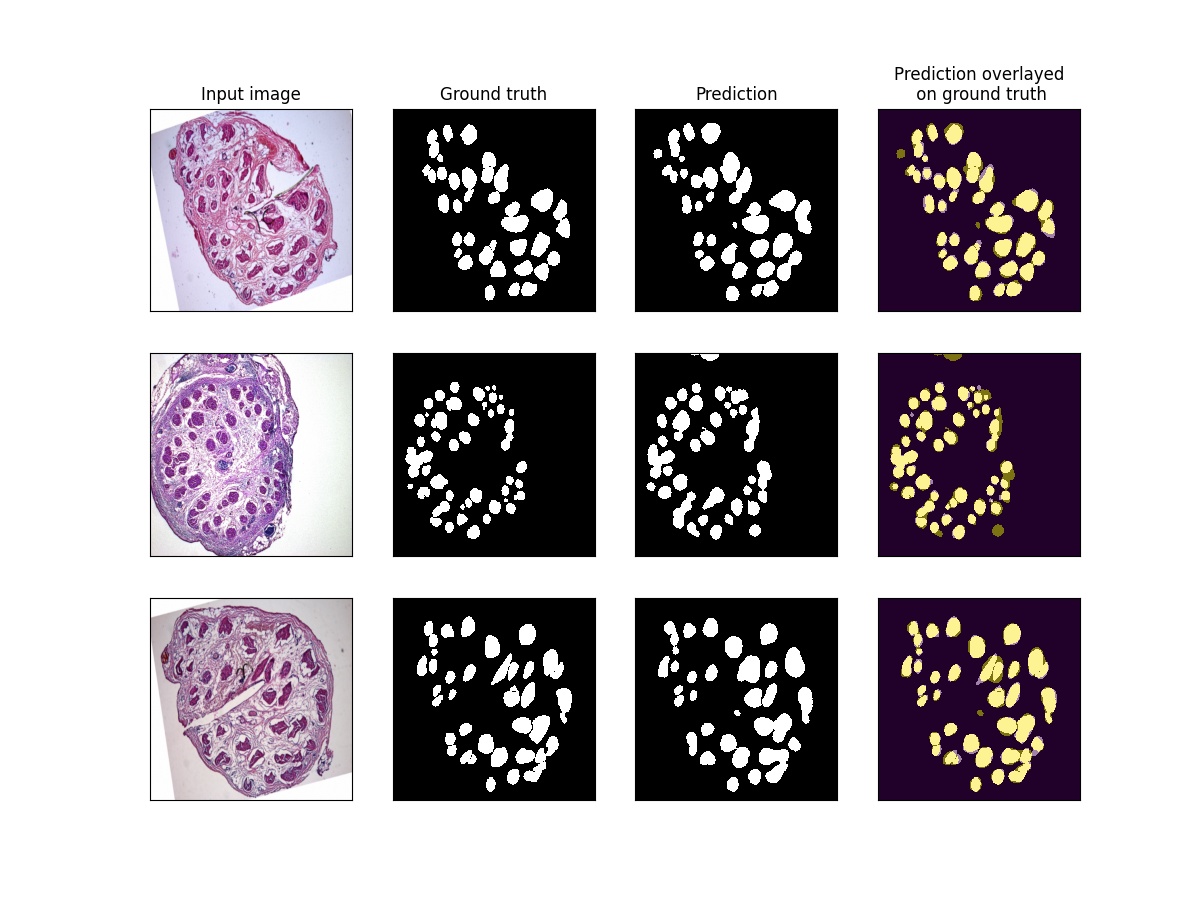 Input image
Ground truth
Prediction
Prediction overlayed
on ground truth